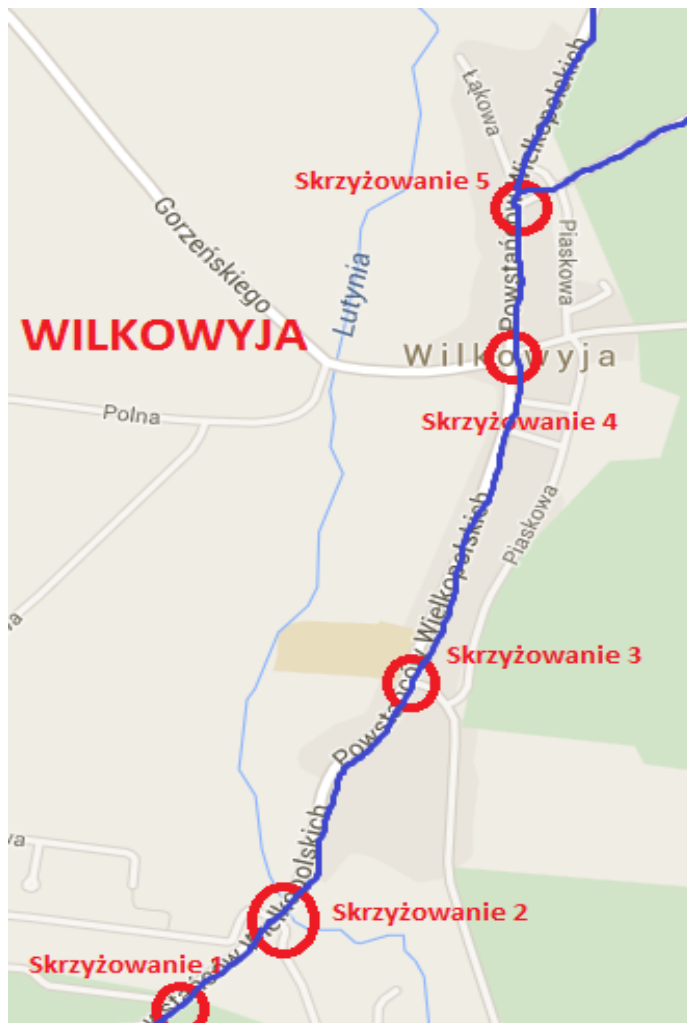 Powstańców Wielkopolskich
Łąkowa
Skrzyżowanie 5
Gorzeńskiego
Piaskowa
Lutynia
WILKOWYJA
Wilkowyja
Polna
Skrzyżowanie 4
Piaskowa
Powstańców Wielkopolskich
Skrzyżowanie 3
Powstańców Wielkopolskich
Skrzyżowanie 2
Skrzyżowanie 1